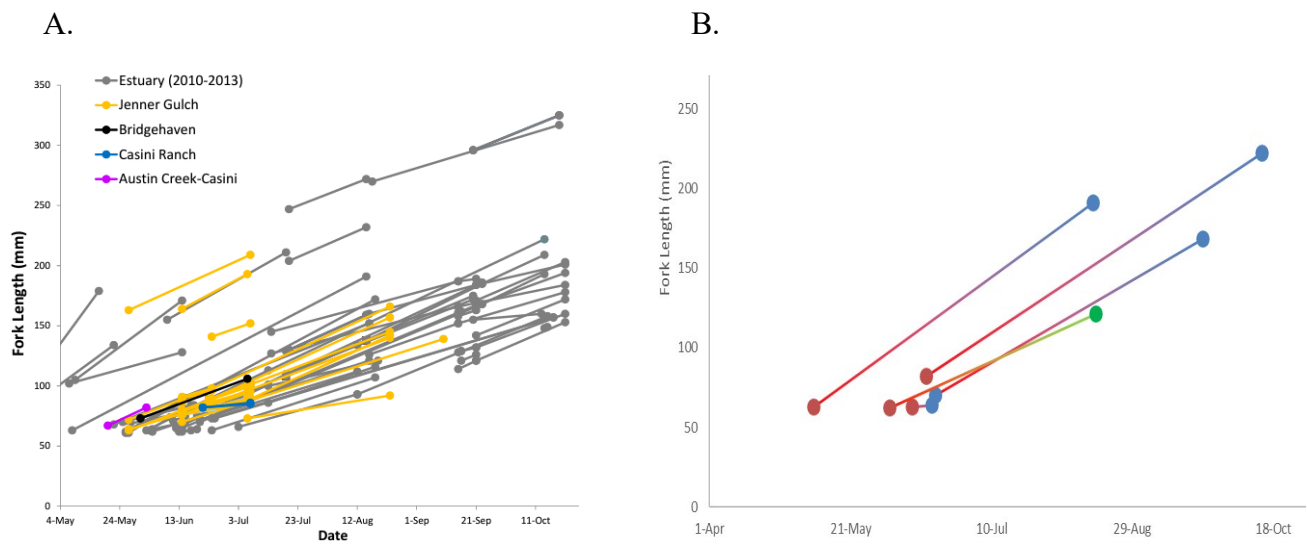 A.
B.
Estuary (2010-2013)
Jenner Gulch
Bridgehaven
Casini Ranch
Austin Creek-Casini
Fork Length (mm)
350
300
250
200
150
100
50
0
4-May 24-May 13-Jun 3-Jul 23-Jul 12-Aug 1-Sep 21-Sep 11-Oct
Date
Fork Length (mm)
250
200
150
100
50
0
1-Apr 21-May 10-Jul 29-Aug 18-Oct